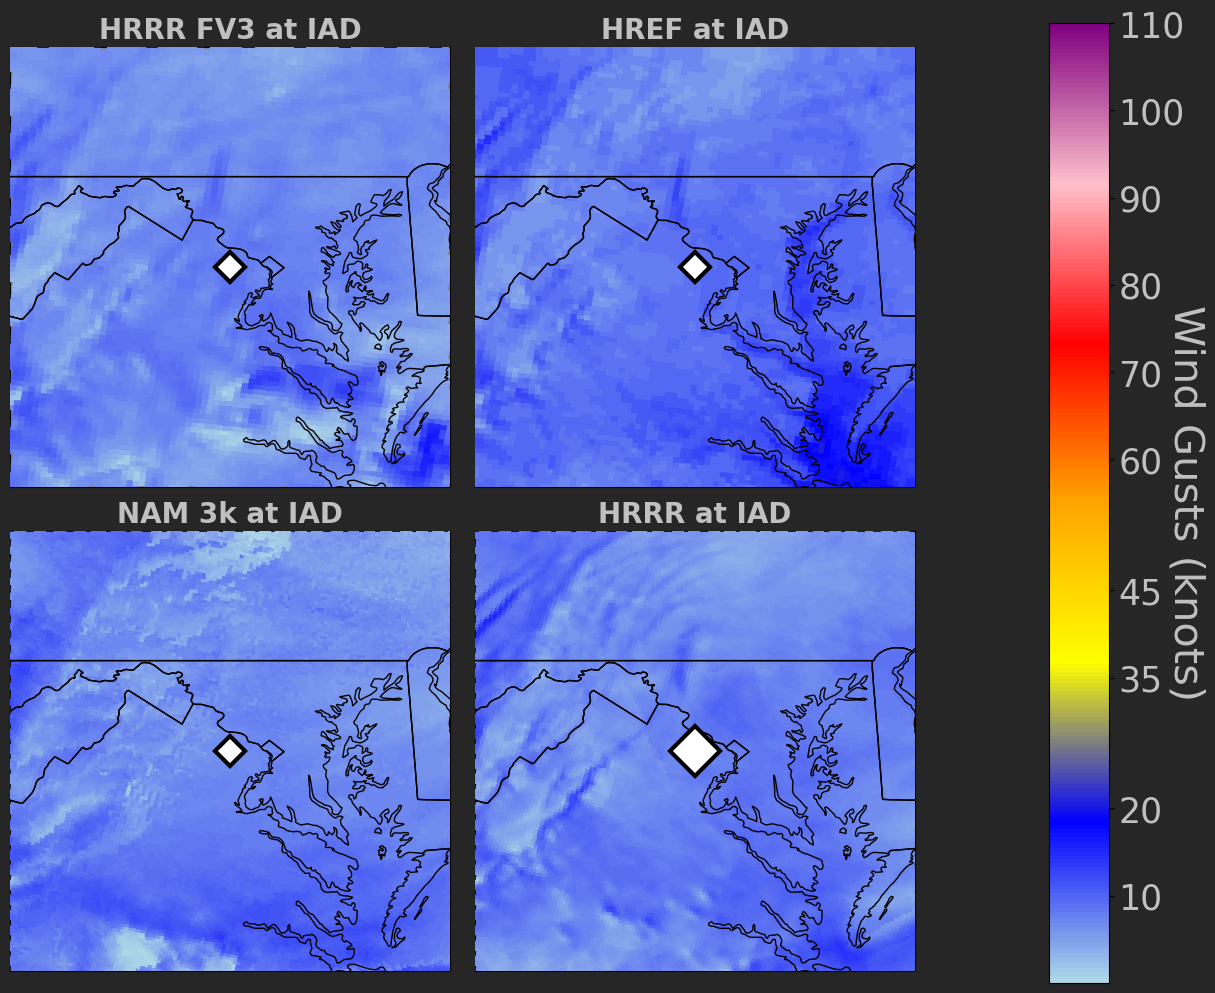 HRRR FV3 at IAD
HREF at IAD
NAM 3k at IAD
HRRR at IAD
110
100
90
80
70
60
45
35
20
10
Wind Gusts (knots)